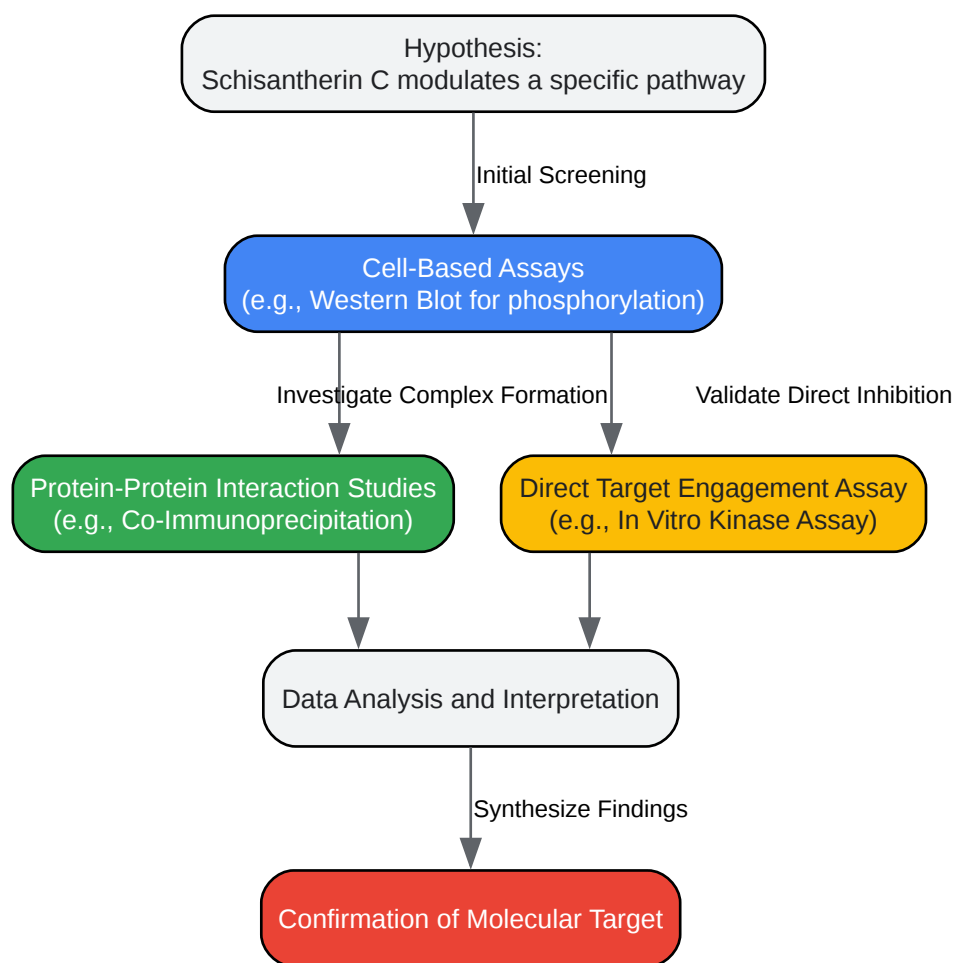 Hypothesis:
Schisantherin C modulates a specific pathway
Initial Screening
Cell-Based Assays
(e.g., Western Blot for phosphorylation)
Investigate Complex Formation
Validate Direct Inhibition
Protein-Protein Interaction Studies
(e.g., Co-Immunoprecipitation)
Direct Target Engagement Assay
(e.g., In Vitro Kinase Assay)
Data Analysis and Interpretation
Synthesize Findings
Confirmation of Molecular Target